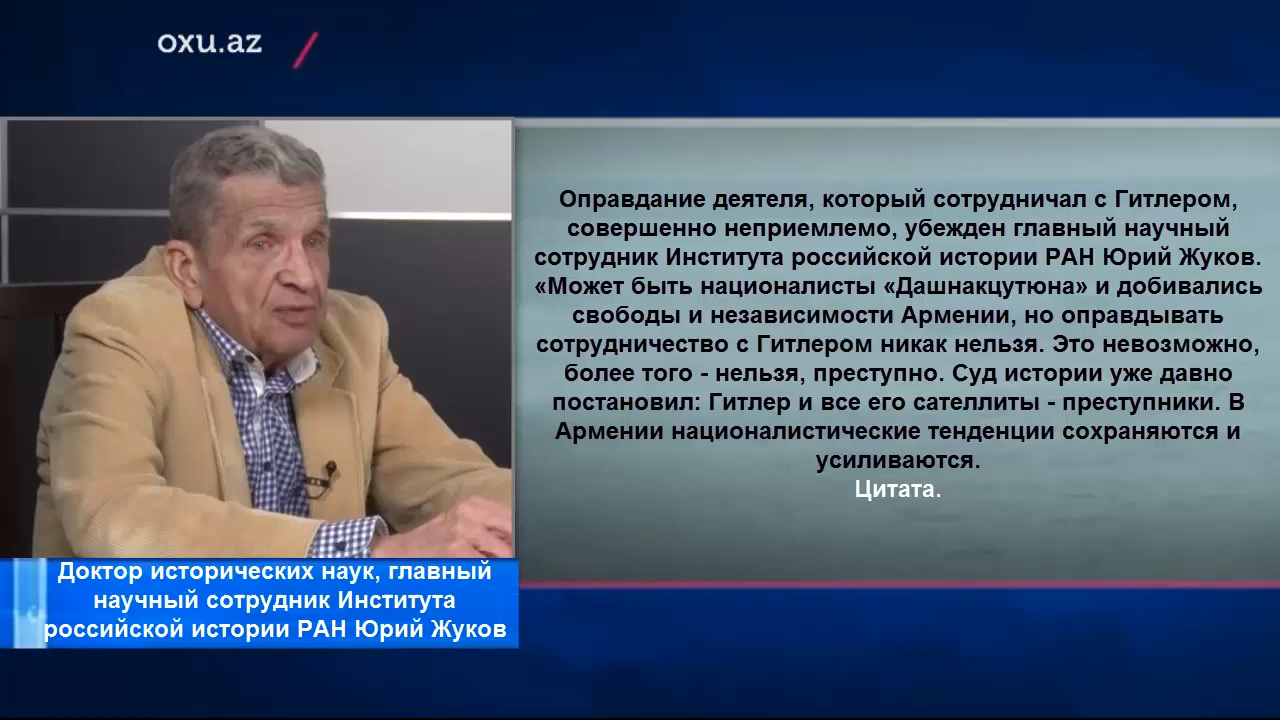 oxu.az
Оправдание деятеля, который сотрудничал с Гитлером,
совершенно неприемлемо, убежден главный научный
сотрудник Института российской истории РАН Юрий Жуков.
«Может быть националисты «Дашнакцутюна» и добивались
свободы и независимости Армении, но оправдывать
сотрудничество с Гитлером никак нельзя. Это невозможно,
более того - нельзя, преступно. Суд истории уже давно
постановил: Гитлер и все его сателлиты - преступники. В
Армении националистические тенденции сохраняются и
усиливаются.
Цитата.
Доктор исторических наук, главный
научный сотрудник Института
российской истории РАН Юрий Жуков